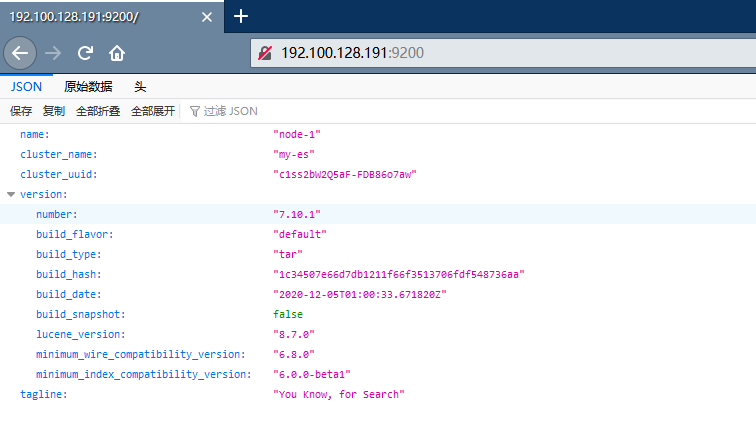 192.100.128.191:9200/
192.100.128.191:9200
JSON 原始数据 头
保存 复制 全部折叠 全部展开 过滤 JSON
name: "node-1"
cluster_name: "my-es"
cluster_uuid: "c1ss2bW2Q5aF-FDB86o7aw"
version:
number: "7.10.1"
build_flavor: "default"
build_type: "tar"
build_hash: "1c34507e66d7db1211f66f3513706fdf548736aa"
build_date: "2020-12-05T01:00:33.671820Z"
build_snapshot: false
lucene_version: "8.7.0"
minimum_wire_compatibility_version: "6.8.0"
minimum_index_compatibility_version: "6.0.0-beta1"
tagline: "You Know, for Search"